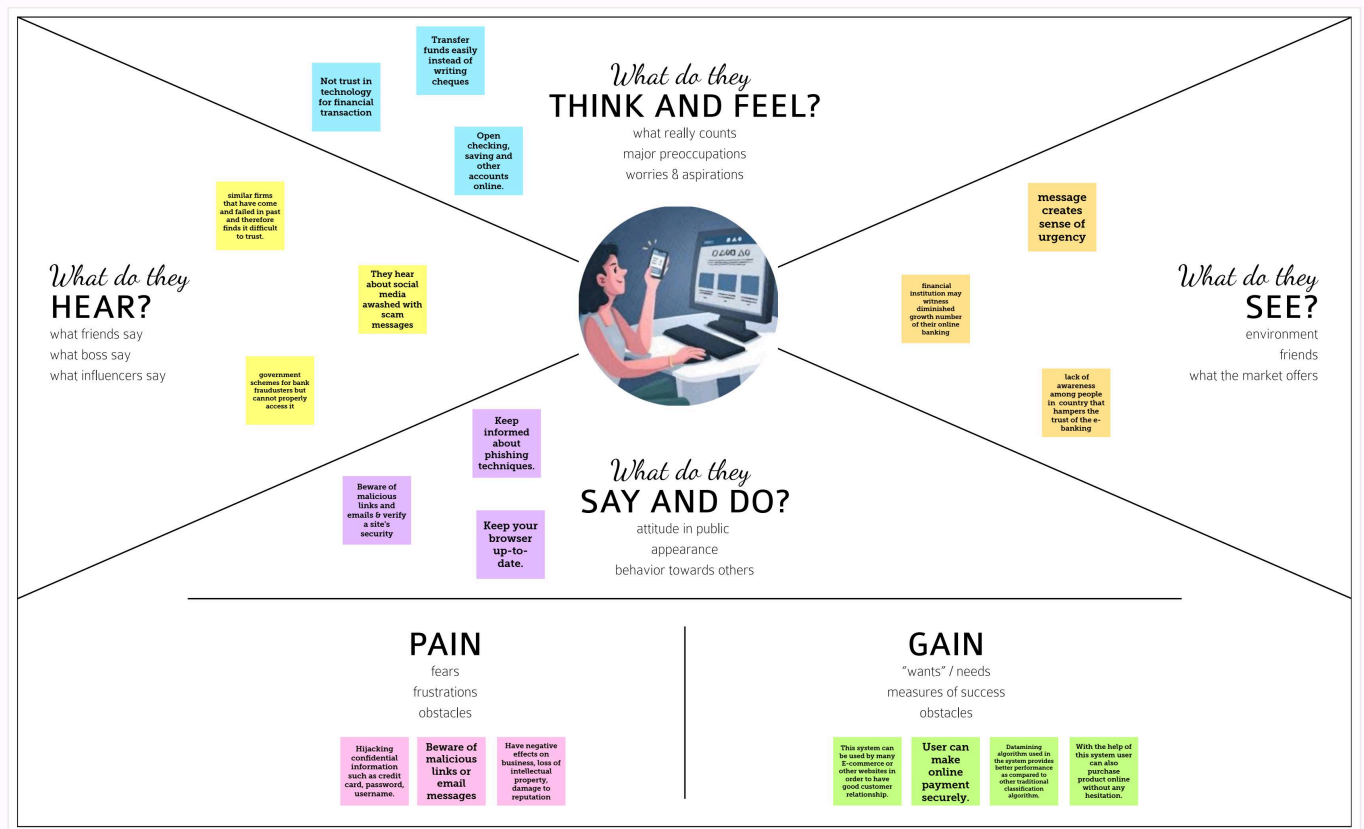 What do they
THINK AND FEEL?
what really counts
major preoccupations
worries & aspirations
Transfer
funds easily
instead of
writing
cheques
Not trust in
technology
for financial
transaction
Open
checking,
saving and
other
accounts
online.
What do they
HEAR?
what friends say
what boss say
what influencers say
similar firms
that have come
and failed in past
and therefore
finds it difficult
to trust.
They hear
about social
media
awashed with
scam
messages
government
schemes for bank
fraudusters but
cannot properly
access it
What do they
SEE?
environment
friends
what the market offers
message
creates
sense of
urgency
financial
institution may
witness
diminished
growth number
of their online
banking
lack of
awareness
among people
in country that
hampers the
trust of the e-
banking
What do they
SAY AND DO?
attitude in public
appearance
behavior towards others
Keep
informed
about
phishing
techniques.
Beware of
malicious
links and
emails & verify
a site's
security
Keep your
browser
up-to-
date.
PAIN
fears
frustrations
obstacles
Hijacking
confidential
information
such as credit
card, password,
username.
Beware of
malicious
links or
email
messages
Have negative
effects on
business, loss of
intellectual
property,
damage to
reputation
GAIN
"wants" / needs
measures of success
obstacles
This system can
be used by many
E-commerce or
other websites in
order to have
good customer
relationship.
User can
make
online
payment
securely.
Datamining
algorithm used in
the system provides
better performance
as compared to
other traditional
classification
algorithm.
With the help of
this system user
can also
purchase
product online
without any
hesitation.